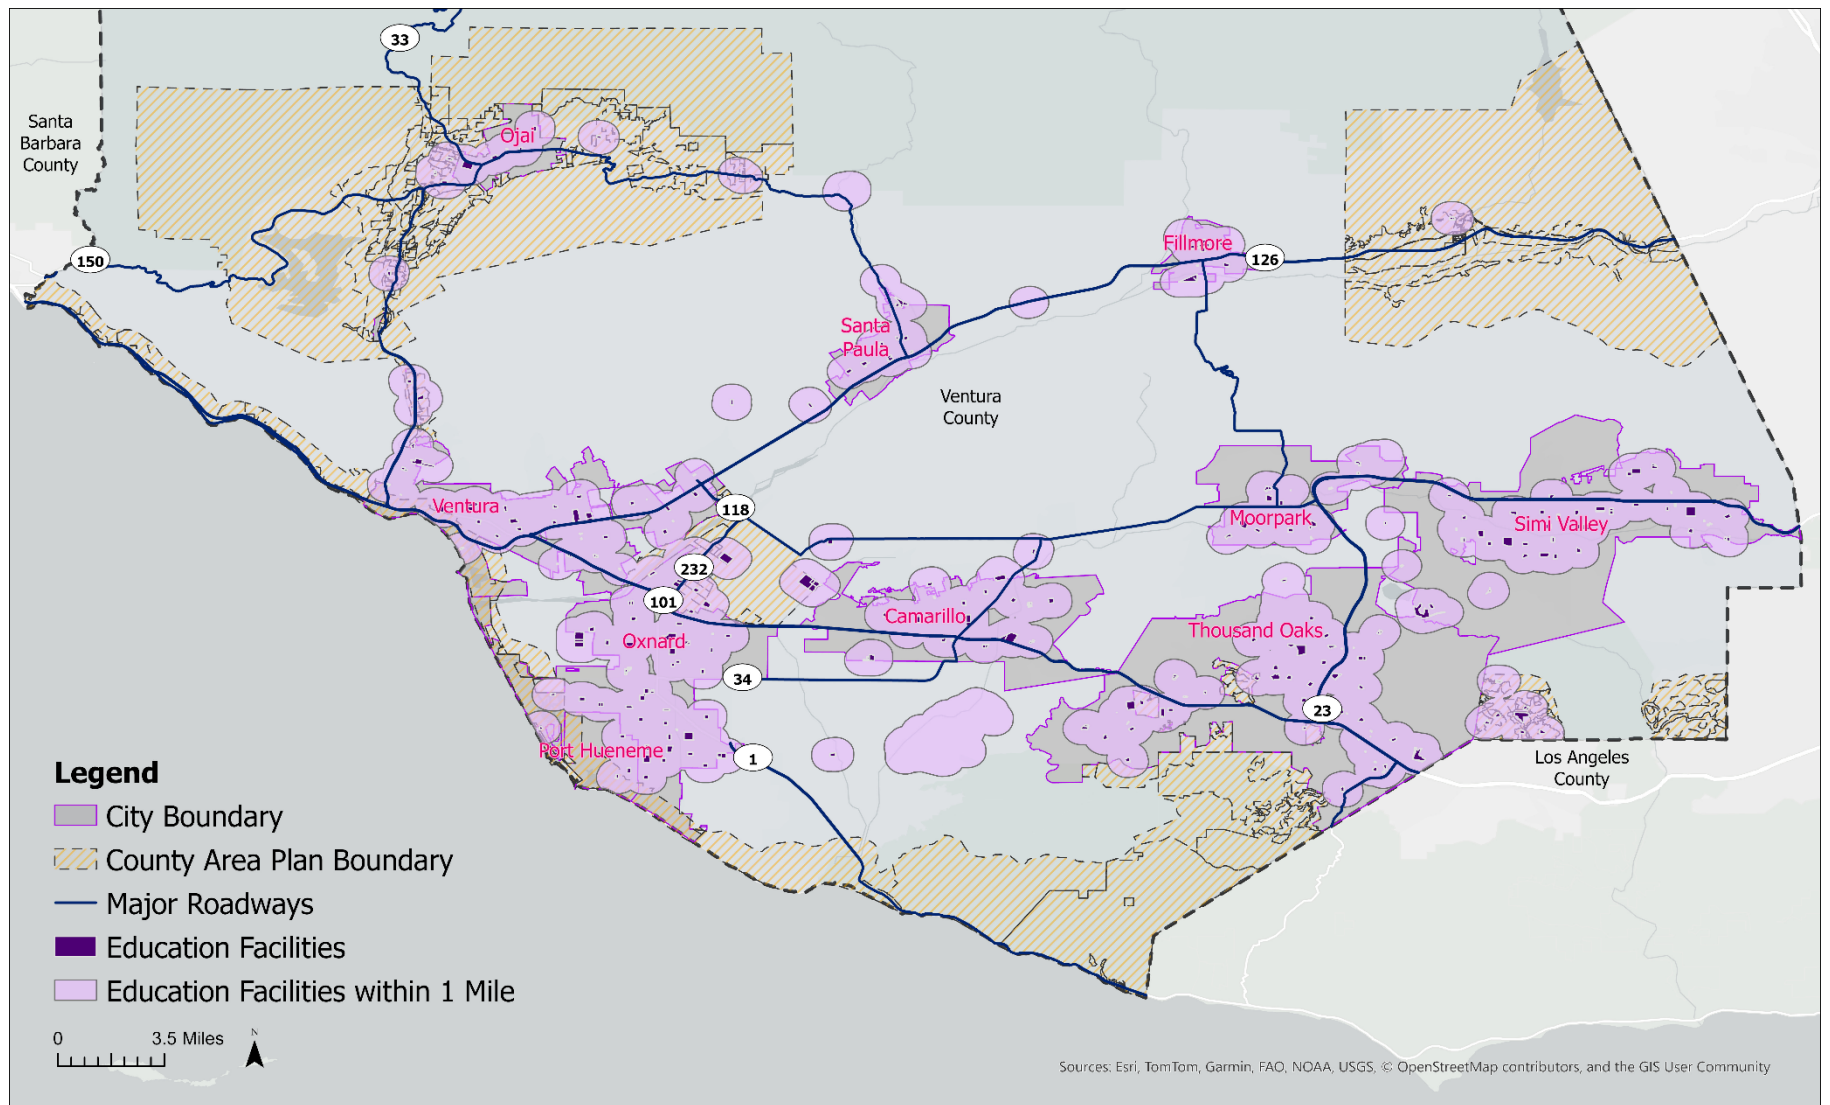 33
Santa
Barbara
County
Ojai
150
Fillmore
126
Santa
Paula
Ventura
County
Ventura
118
Moorpark
Simi Valley
232
101
Camarillo
Oxnard
Thousand Oaks
34
23
Port Hueneme
1
Los Angeles
County
Legend
City Boundary
County Area Plan Boundary
Major Roadways
Education Facilities
Education Facilities within 1 Mile
0 3.5 Miles
N
Sources: Esri, TomTom, Garmin, FAO, NOAA, USGS, © OpenStreetMap contributors, and the GIS User Community